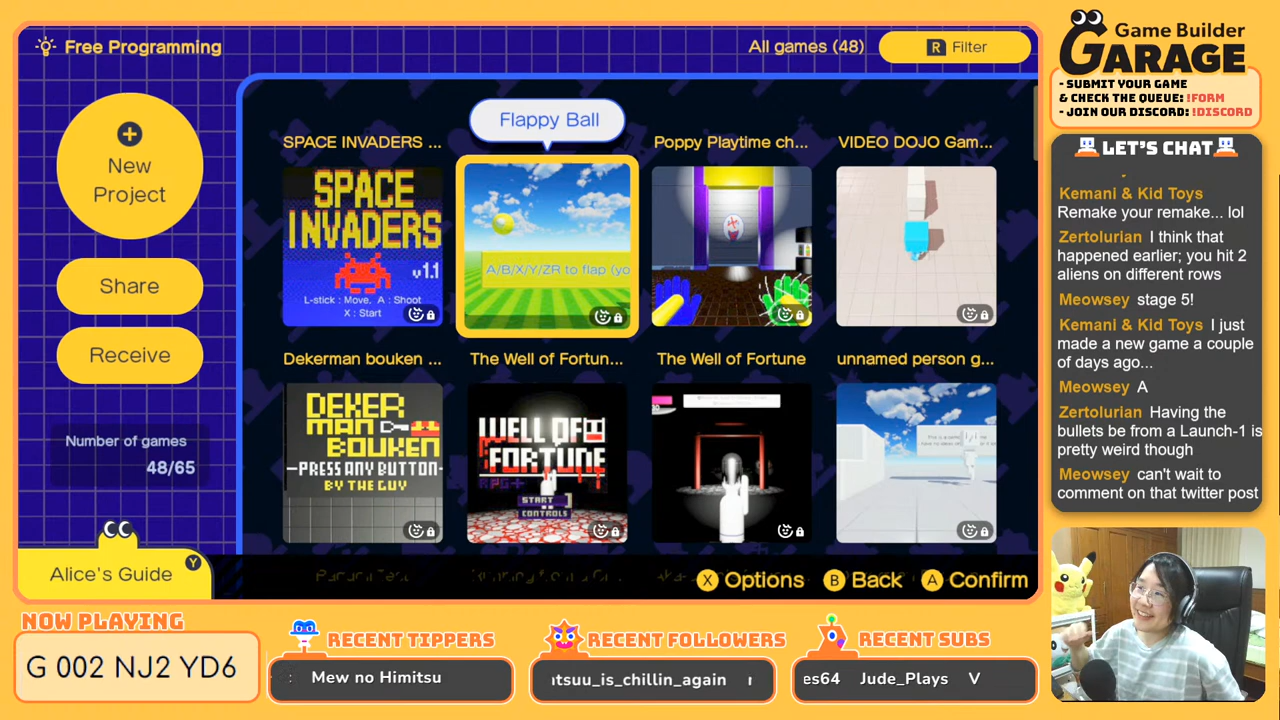 Free Programming
All games (48)
R Filter
New
Project
Share
Receive
Number of games
48/65
Alice's Guide
Y
Flappy Ball
SPACE INVADERS ...
Poppy Playtime ch...
VIDEO DOJO Gam...
SPACE
INVADERS
v1.1
L-stick : Move, A : Shoot
X : Start
A/B/X/Y/ZR to flap (yo
Dekerman bouken ...
The Well of Fortun...
The Well of Fortune
unnamed person g...
DEKER
MAN
BOUKEN
-PRESS ANY BUTTON-
BY THE GUY
WELL OF
FORTUNE
RPG+
START
CONTROLS
X Options
B Back
A Confirm
Game Builder
GARAGE
- SUBMIT YOUR GAME
& CHECK THE QUEUE: !FORM
- JOIN OUR DISCORD: !DISCORD
LET'S CHAT
Kemani & Kid Toys
Remake your remake... lol
Zertolurian I think that
happened earlier; you hit 2
aliens on different rows
Meowsey stage 5!
Kemani & Kid Toys I just
made a new game a couple
of days ago...
Meowsey A
Zertolurian Having the
bullets be from a Launch-1 is
pretty weird though
Meowsey can't wait to
comment on that twitter post
NOW PLAYING
G 002 NJ2 YD6
RECENT TIPPERS
: Mew no Himitsu
RECENT FOLLOWERS
itsuu_is_chillin_again
RECENT SUBS
es64 Jude_Plays V